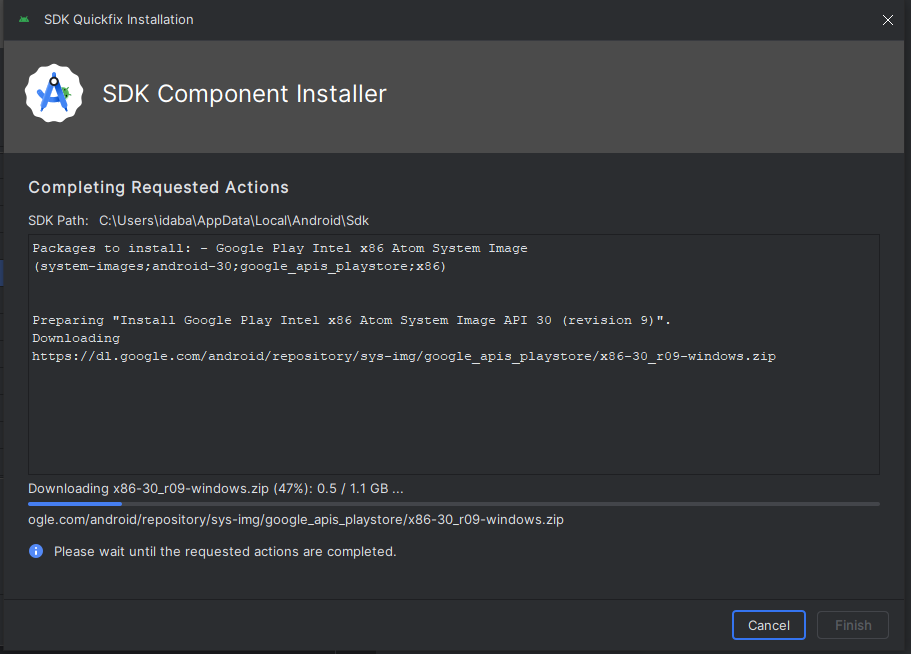 SDK Quickfix Installation
SDK Component Installer
Completing Requested Actions
SDK Path: C:\Users\idaba\AppData\Local\Android\Sdk
Packages to install: - Google Play Intel x86 Atom System Image
(system-images;android-30;google_apis_playstore;x86)
Preparing "Install Google Play Intel x86 Atom System Image API 30 (revision 9)".
Downloading
https://dl.google.com/android/repository/sys-img/google_apis_playstore/x86-30_r09-windows.zip
Downloading x86-30_r09-windows.zip (47%): 0.5 / 1.1 GB ...
ogle.com/android/repository/sys-img/google_apis_playstore/x86-30_r09-windows.zip
Please wait until the requested actions are completed.
Cancel
Finish